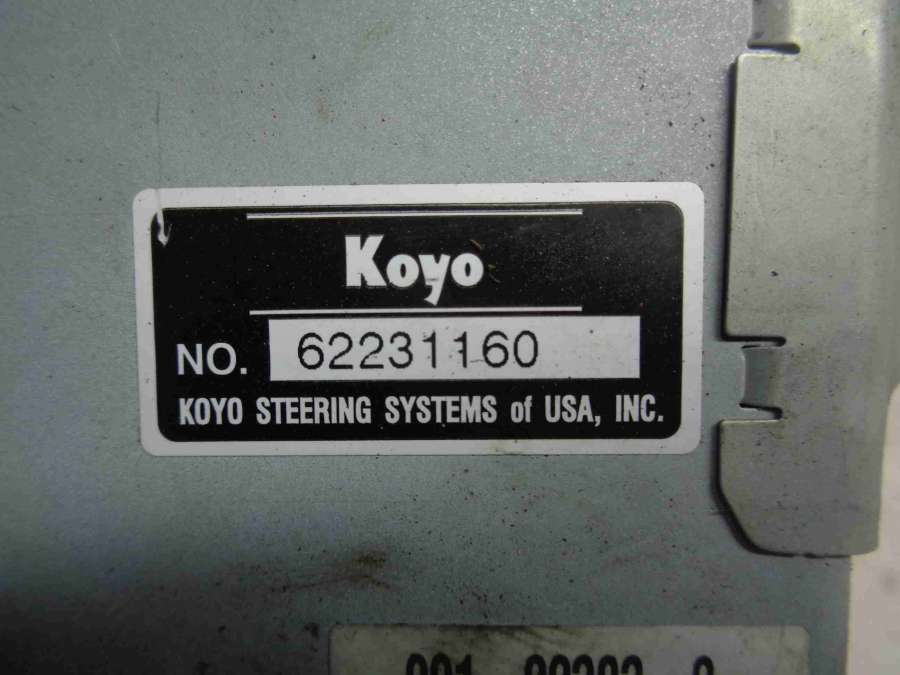 Koyo
NO. 62231160
KOYO STEERING SYSTEMS of USA, INC.